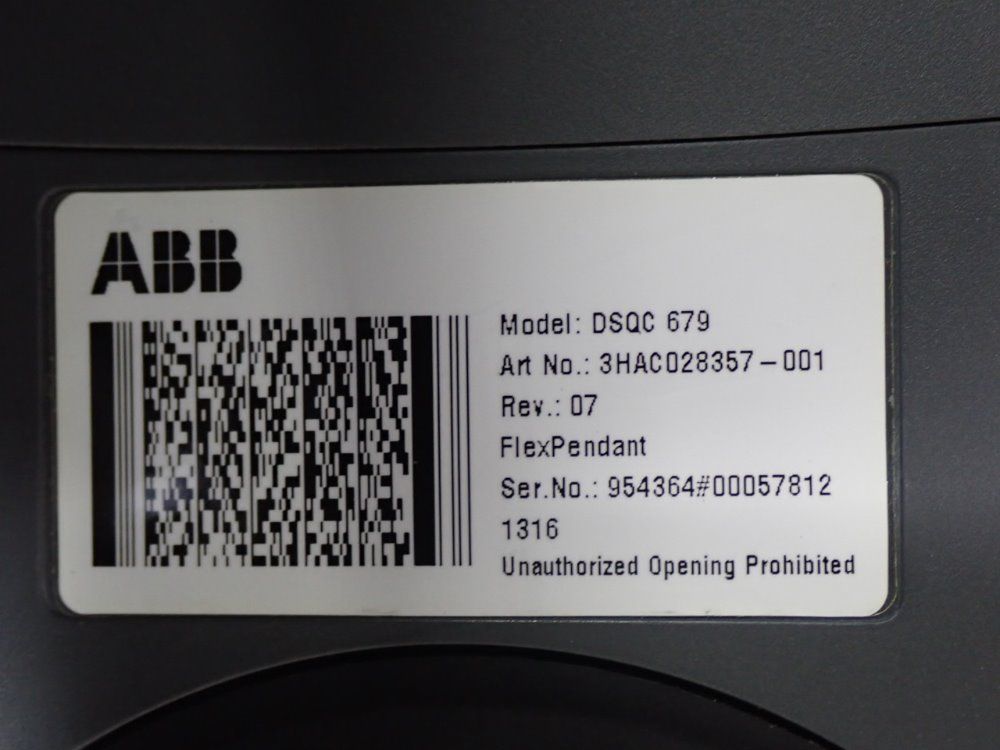 ABB
Model: DSQC 679
Art No.: 3HAC028357-001
Rev.: 07
FlexPendant
Ser.No.: 954364#00057812
1316
Unauthorized Opening Prohibited